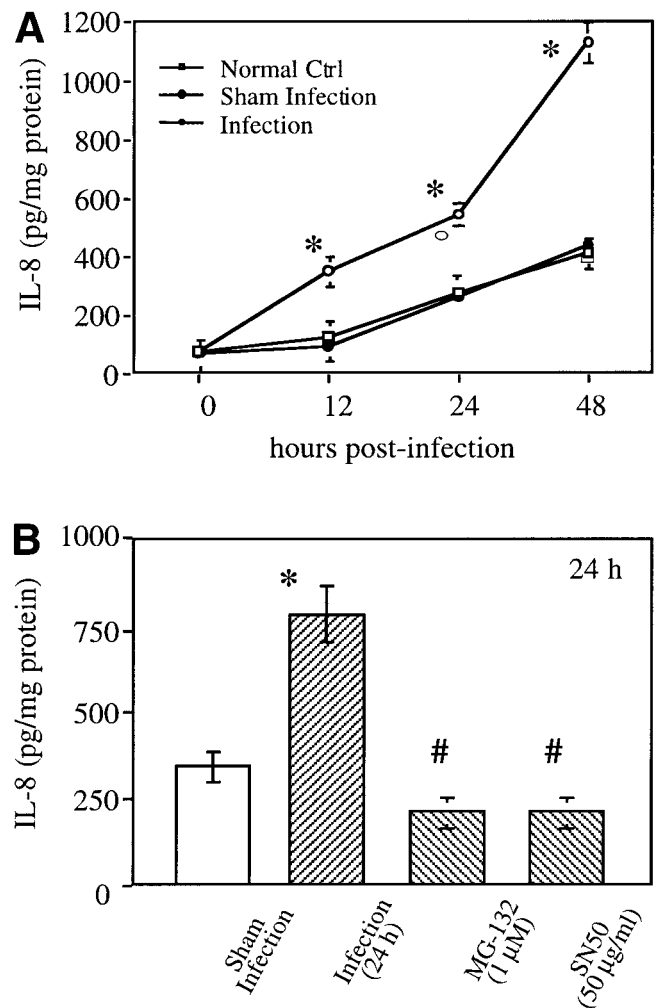 A
IL-8 (pg/mg protein)
1200
1000
800
600
400
200
0
Normal Ctrl
Sham Infection
Infection
*
*
*
0 12 24 48
hours post-infection
B
IL-8 (pg/mg protein)
1000
750
500
250
0
24 h
*
#
#
Sham
Infection
Infection
(24 h)
MG-132
(1 µM)
SN50
(50 µg/ml)